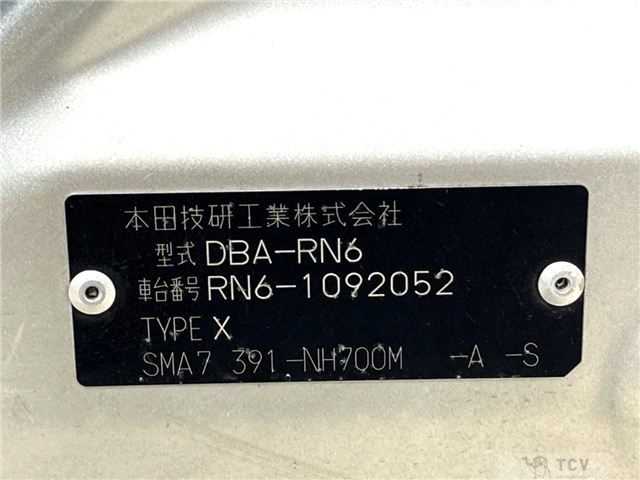 本田技研工業株式会社
型式 DBA-RN6
車台番号 RN6-1092052
TYPE X
SMA7 391-NH700M -A -S
TCV